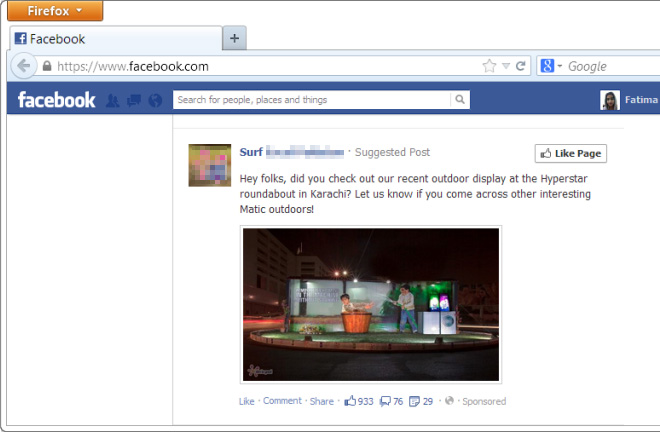 Firefox
Facebook
https://www.facebook.com
Google
facebook
Search for people, places and things
Fatima
Surf · Suggested Post
Like Page
Hey folks, did you check out our recent outdoor display at the Hyperstar
roundabout in Karachi? Let us know if you come across other interesting
Matic outdoors!
Like · Comment · Share · 933 76 29 · Sponsored